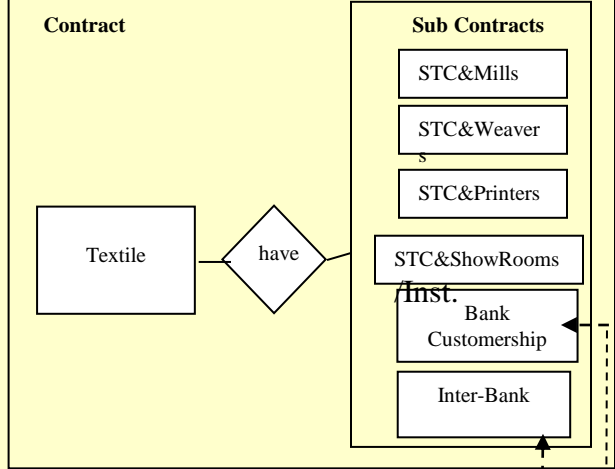 Contract
Sub Contracts
STC&Mills
STC&Weaver
s
STC&Printers
Textile
have
STC&ShowRooms
/Inst.
Bank
Customership
Inter-Bank